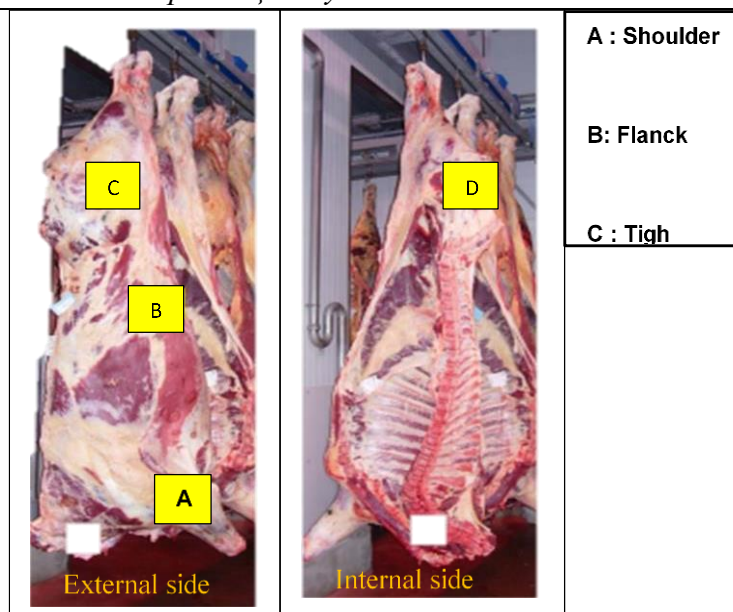 C
B
A
External side
D
Internal side
A : Shoulder
B: Flanck
C : Tigh